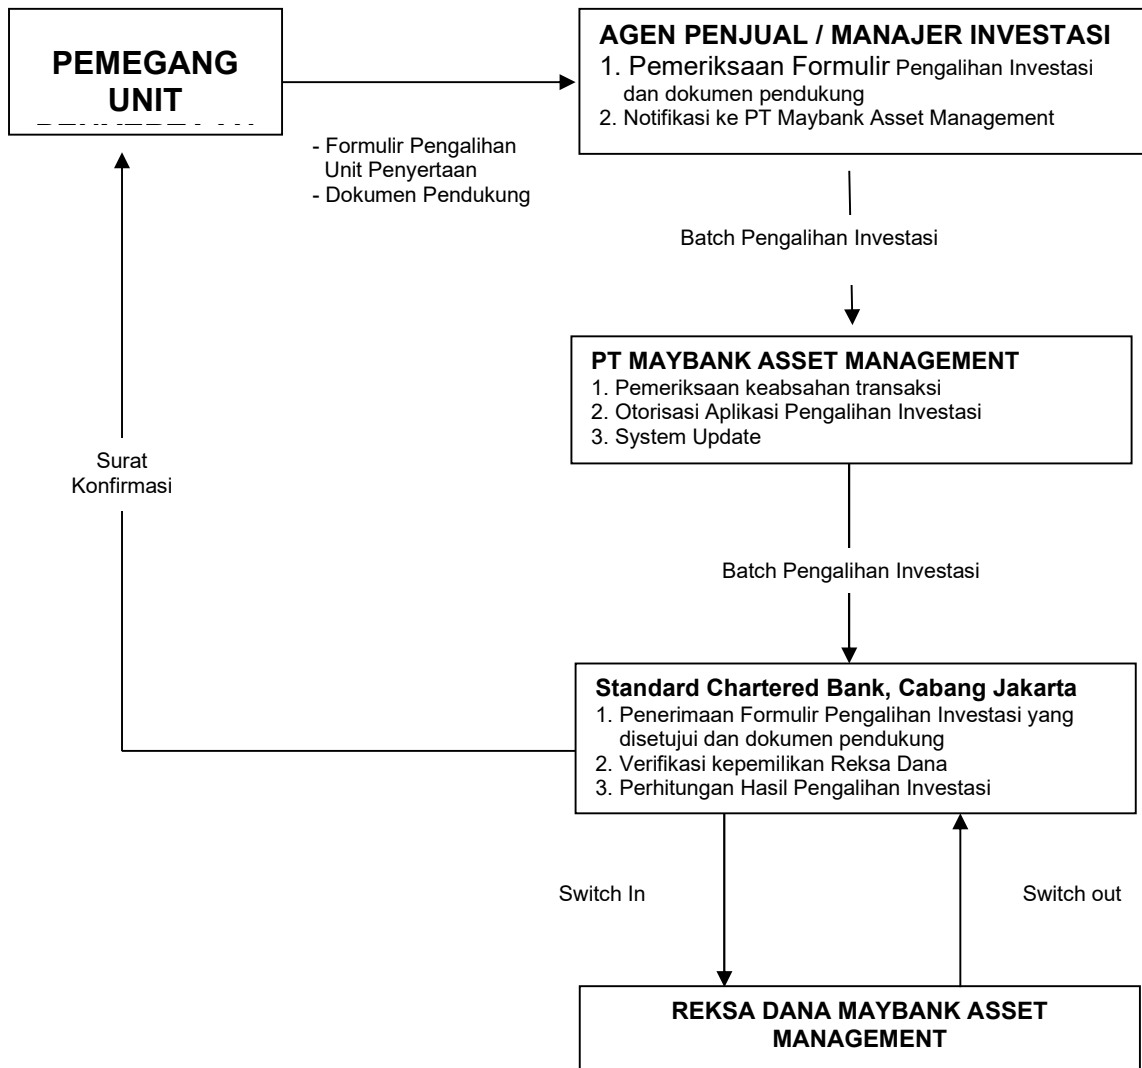 PEMEGANG
UNIT
AGEN PENJUAL / MANAJER INVESTASI
1. Pemeriksaan Formulir Pengalihan Investasi
dan dokumen pendukung
2. Notifikasi ke PT Maybank Asset Management
- Formulir Pengalihan
Unit Penyertaan
- Dokumen Pendukung
Batch Pengalihan Investasi
PT MAYBANK ASSET MANAGEMENT
1. Pemeriksaan keabsahan transaksi
2. Otorisasi Aplikasi Pengalihan Investasi
3. System Update
Surat
Konfirmasi
Batch Pengalihan Investasi
Standard Chartered Bank, Cabang Jakarta
1. Penerimaan Formulir Pengalihan Investasi yang
disetujui dan dokumen pendukung
2. Verifikasi kepemilikan Reksa Dana
3. Perhitungan Hasil Pengalihan Investasi
Switch In
Switch out
REKSA DANA MAYBANK ASSET
MANAGEMENT